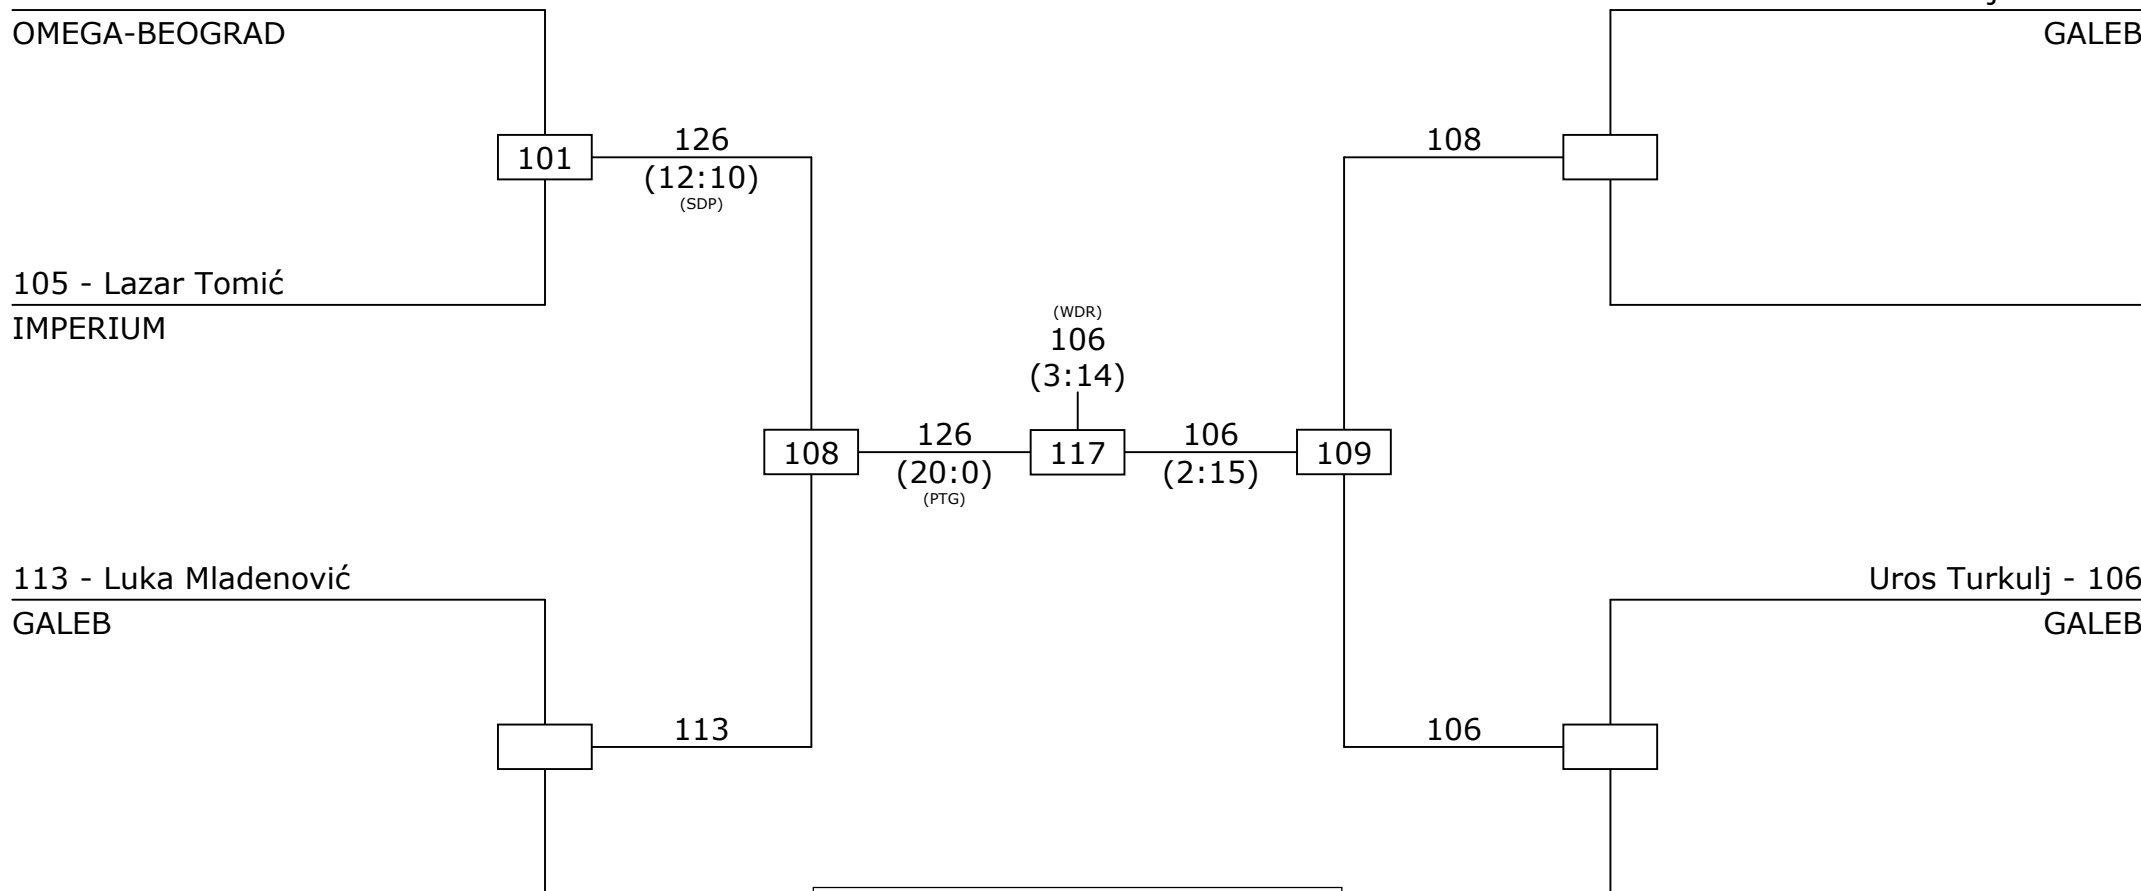 OMEGA-BEOGRAD
GALEB
101
126
(12:10)
(SDP)
108
105 - Lazar Tomić
IMPERIUM
(WDR)
106
(3:14)
108
126
(20:0)
(PTG)
117
106
(2:15)
109
113 - Luka Mladenović
GALEB
Uros Turkulj - 106
GALEB
113
106